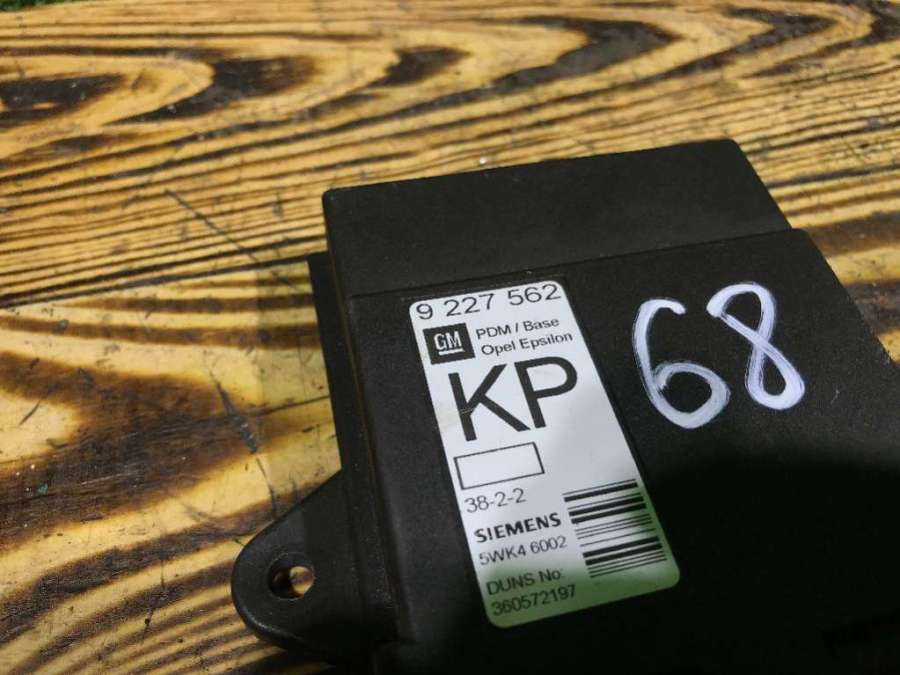 9 227 562
GM
PDM / Base
Opel Epsilon
KP
38-2-2
SIEMENS
5WK4 6002
DUNS No:
360572197
68